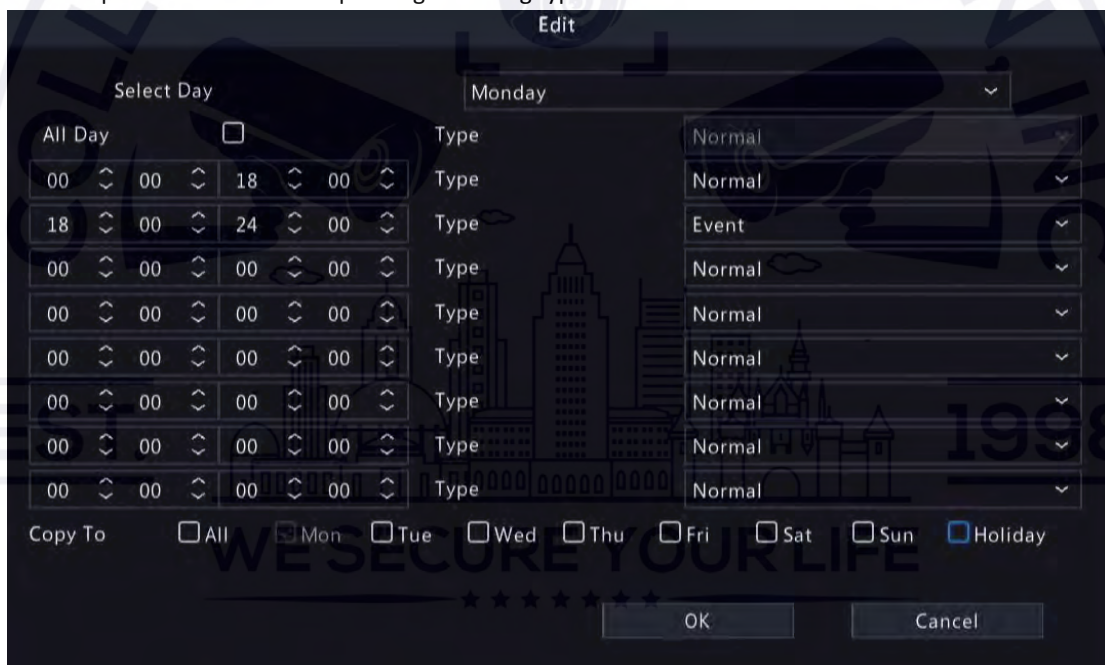 Edit
Select Day Monday
All Day Type Normal
00 00 18 00 Type Normal
18 00 24 00 Type Event
00 00 00 00 Type Normal
00 00 00 00 Type Normal
00 00 00 00 Type Normal
00 00 00 00 Type Normal
00 00 00 00 Type Normal
00 00 00 00 Type Normal
Copy To All Mon Tue Wed Thu Fri Sat Sun Holiday
OK Cancel
EST. 1998
WE SECURE YOUR LIFE